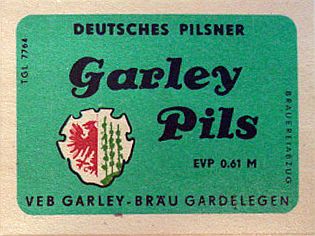 DEUTSCHES PILSNER
TGL 7764
Garley
Pils
EVP 0.61 M
BRAUEREIABZUG
VEB GARLEY-BRÄU GARDELEGEN